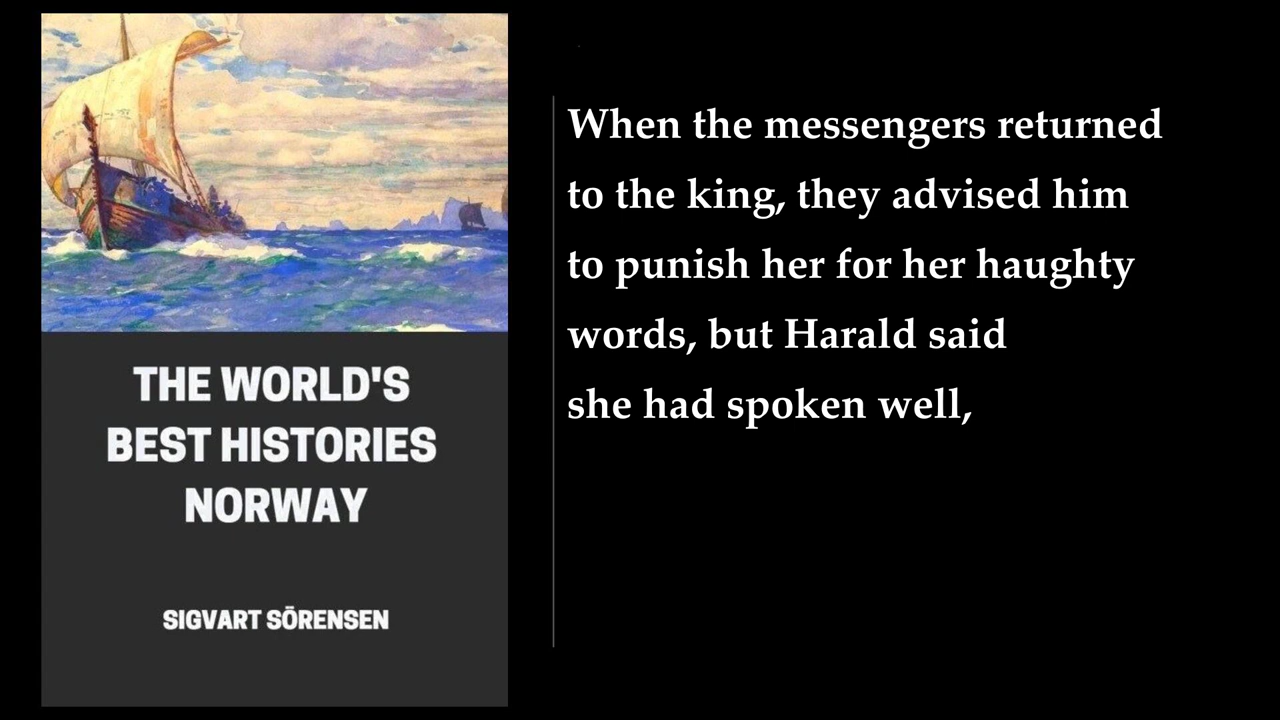 THE WORLD'S
BEST HISTORIES
NORWAY
SIGVART SÖRENSEN
When the messengers returned
to the king, they advised him
to punish her for her haughty
words, but Harald said
she had spoken well,